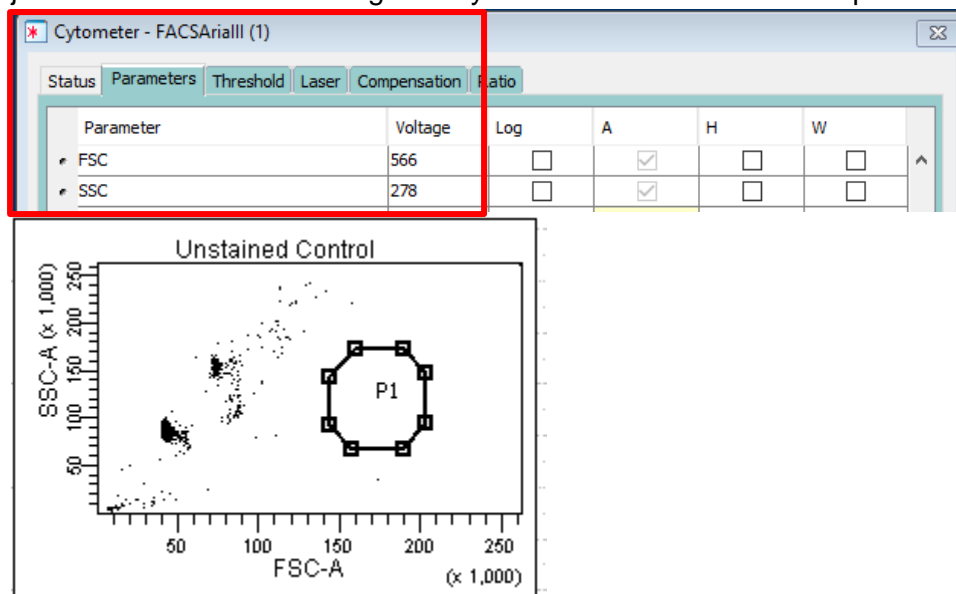 Cytometer - FACSAriaIII (1)
Status Parameters Threshold Laser Compensation Ratio
Parameter Voltage Log A H W
FSC 566
SSC 278
Unstained Control
SSC-A (x 1,000)
250
200
150
100
50
P1
50 100 150 200 250
FSC-A
(x 1,000)